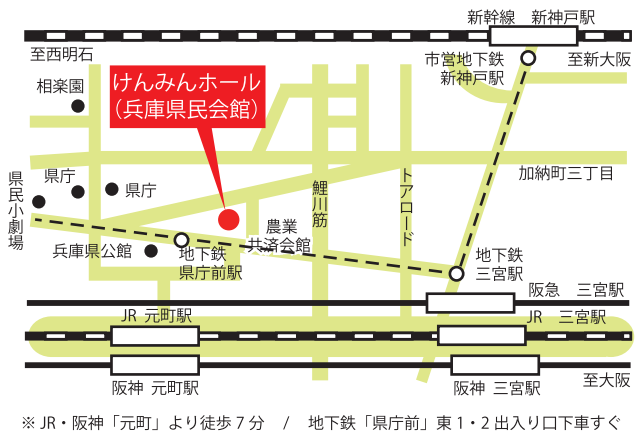 新幹線 新神戸駅
至西明石
市営地下鉄
新神戸駅
至新大阪
相楽園
けんみんホール
(兵庫県民会館)
加納町三丁目
県庁
県庁
県民小劇場
鯉川筋
トアロード
農業
共済会館
兵庫県公館
地下鉄
県庁前駅
地下鉄
三宮駅
阪急 三宮駅
JR 元町駅
JR 三宮駅
阪神 元町駅
阪神 三宮駅
至大阪
※ JR・阪神「元町」より徒歩7分 / 地下鉄「県庁前」東1・2出入り口下車すぐ